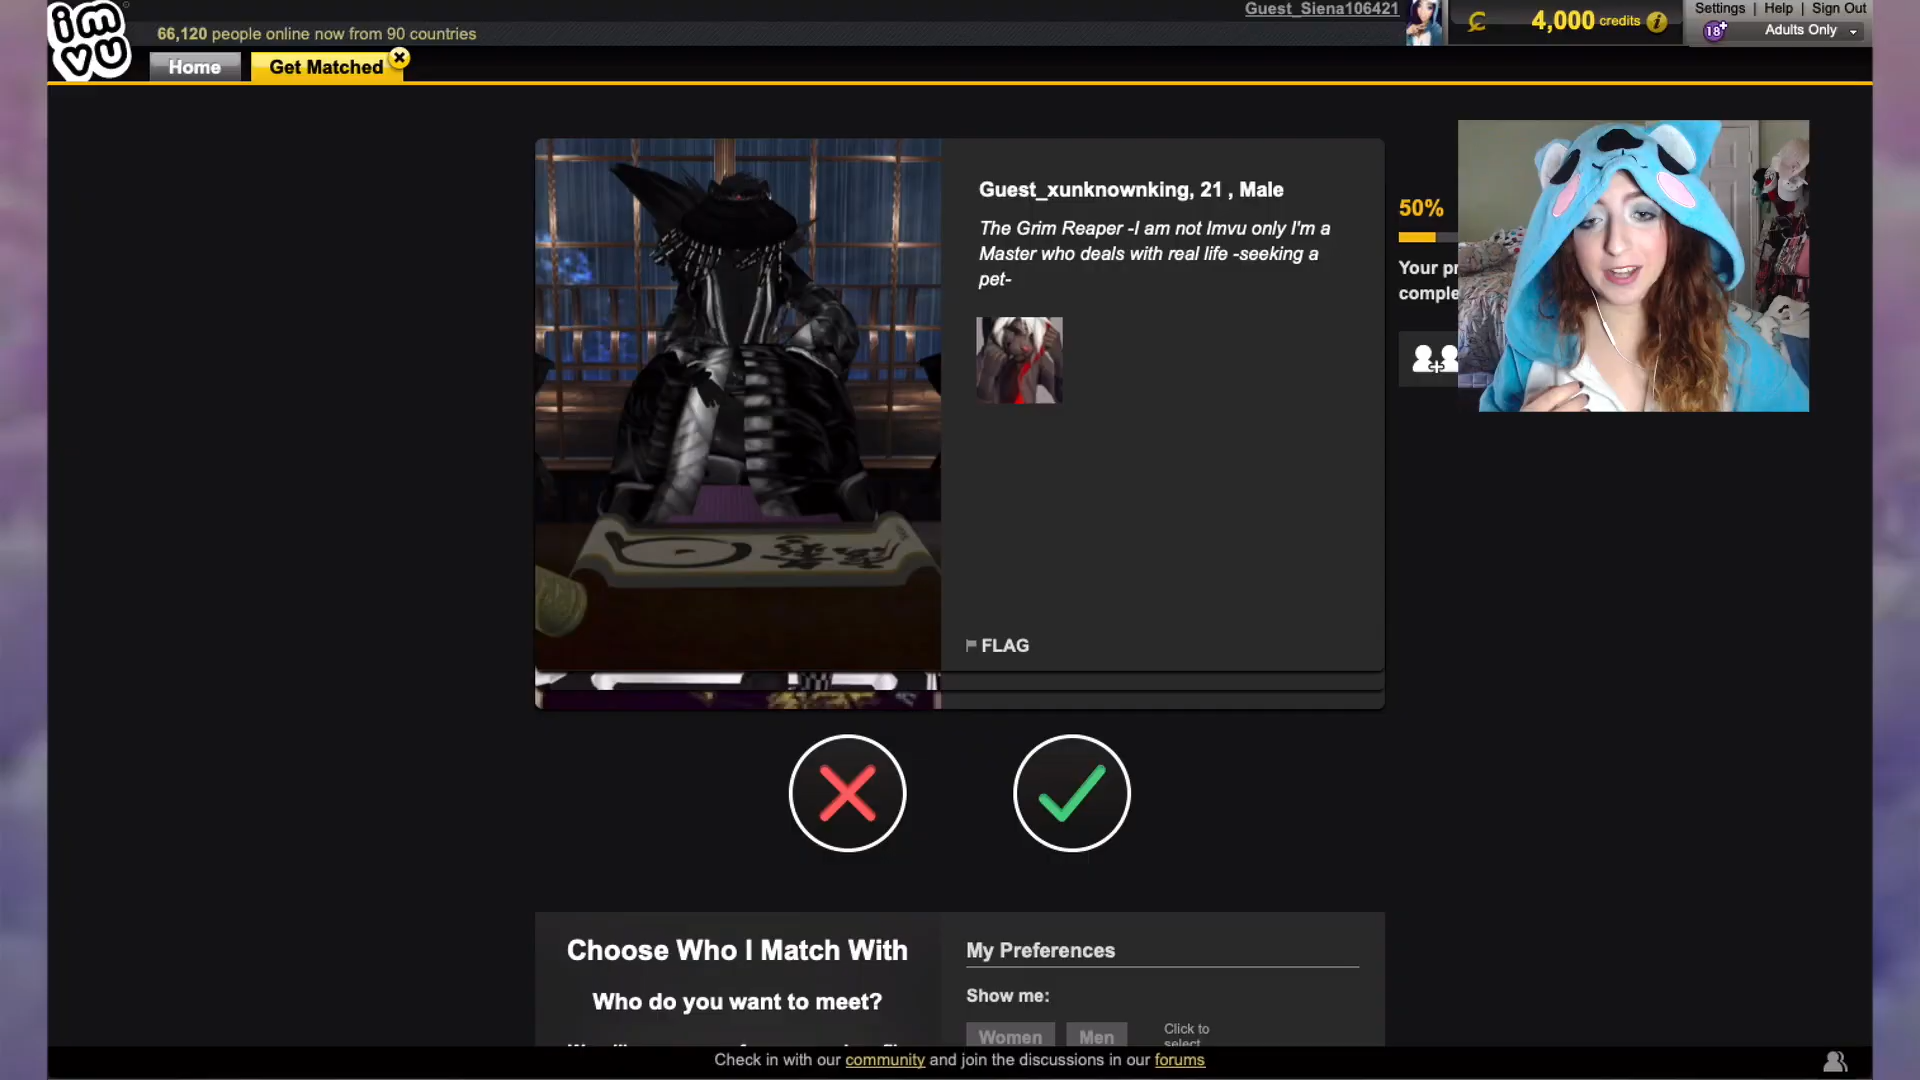 imvu
66,120 people online now from 90 countries
Guest_Siena106421
4,000 credits
Settings | Help | Sign Out
18+
Adults Only
Home
Get Matched
Guest_xunknownking, 21 , Male
The Grim Reaper -I am not Imvu only I'm a
Master who deals with real life -seeking a
pet-
50%
Your pr
comple
FLAG
Choose Who I Match With
Who do you want to meet?
My Preferences
Show me:
Women
Men
Click to
select
Check in with our community and join the discussions in our forums